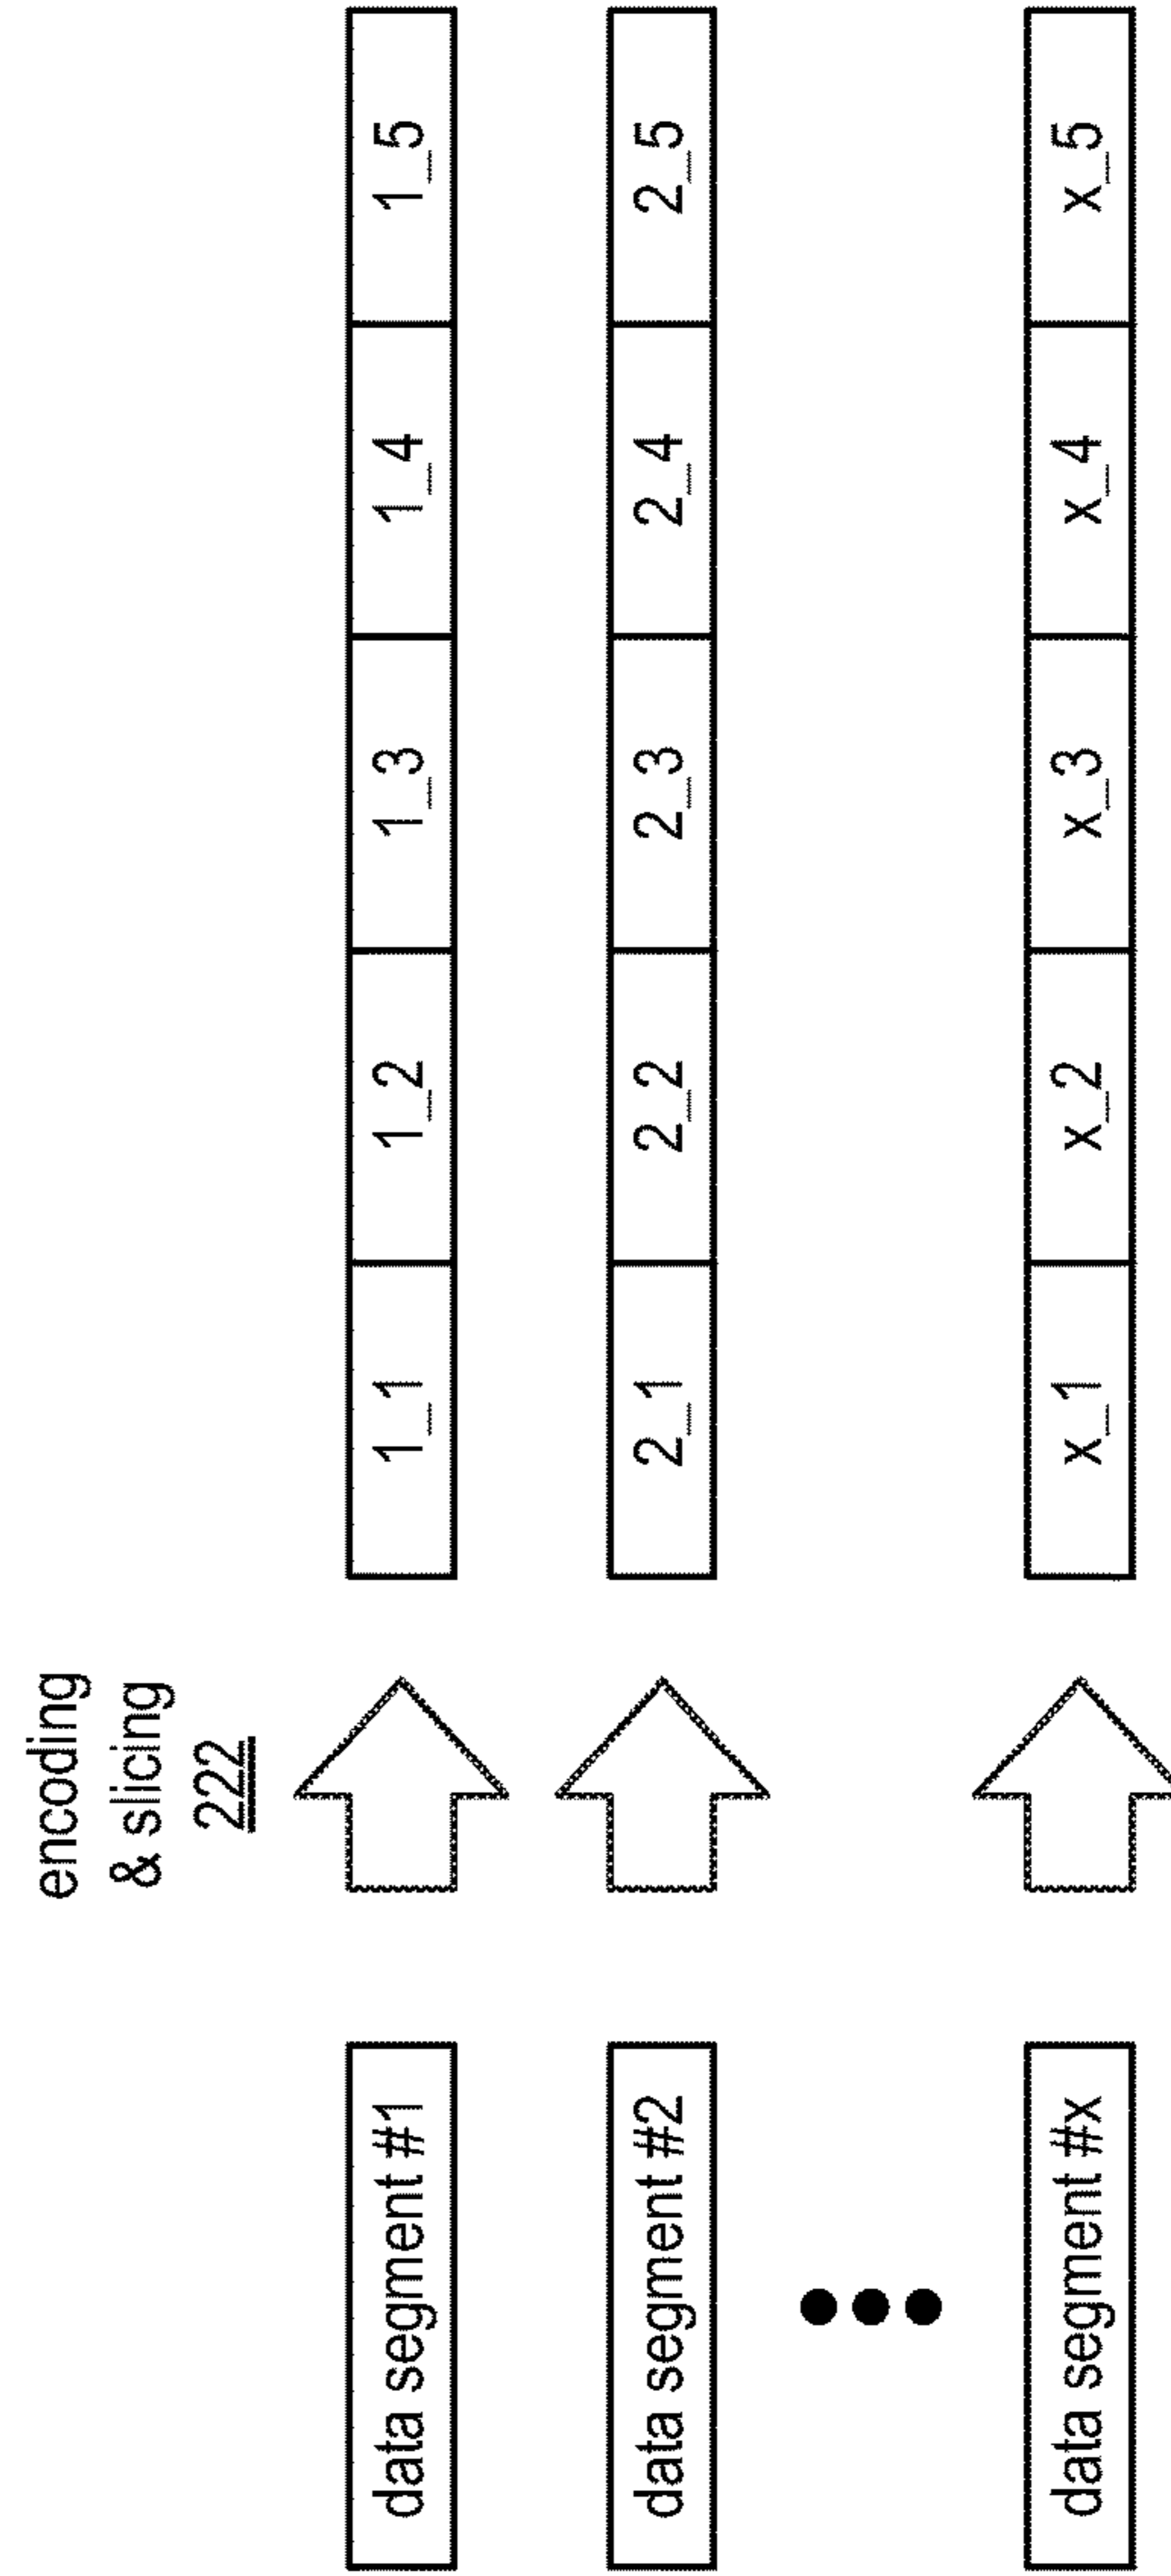 encoding
& slicing
222
data segment #1
1_1
1_2
1_3
1_4
1_5
data segment #2
2_1
2_2
2_3
2_4
2_5
data segment #x
x_1
x_2
x_3
x_4
x_5